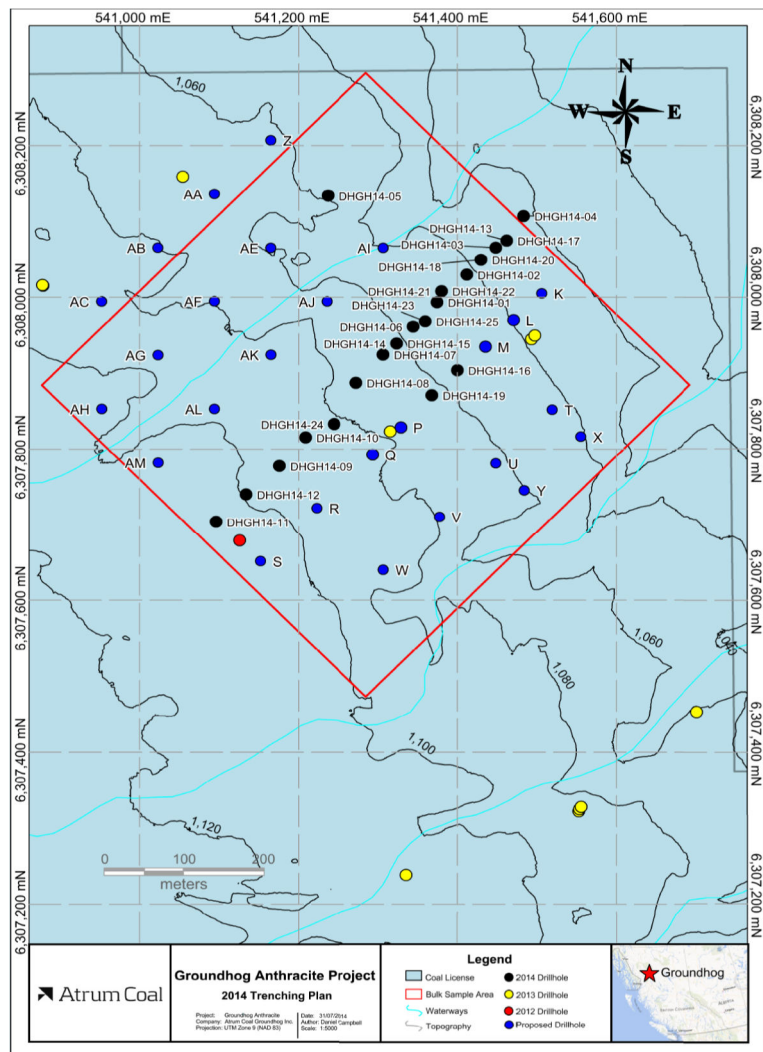 541,000 mE 541,200 mE 541,400 mE 541,600 mE
1,060
N
W E
S
6,308,200 mN 6,308,200 mN
Z
AA
DHGH14-05
DHGH14-04
DHGH14-13
AB AE AI DHGH14-03 DHGH14-17
DHGH14-18 DHGH14-20
DHGH14-02
6,308,000 mN 6,308,000 mN
DHGH14-21 DHGH14-22 K
AC AF AJ DHGH14-23 DHGH14-01
DHGH14-06 DHGH14-25 L
DHGH14-14 DHGH14-15 M
AG AK DHGH14-07
DHGH14-16
DHGH14-08
DHGH14-19
AH AL T
DHGH14-24 P
DHGH14-10 X
6,307,800 mN 6,307,800 mN
Q
AM DHGH14-09 U
DHGH14-12 Y
R
DHGH14-11 V
S W
6,307,600 mN 6,307,600 mN
1,060 1,040
1,080
6,307,400 mN 6,307,400 mN
1,100
1,120
0 100 200
meters
6,307,200 mN 6,307,200 mN
Atrum Coal
Groundhog Anthracite Project
2014 Trenching Plan
Project: Groundhog Anthracite Date: 31/07/2014
Company: Atrum Coal Groundhog Inc. Author: Daniel Campbell
Projection: UTM Zone 9 (NAD 83) Scale: 1:5000
Legend
Coal License 2014 Drillhole
Bulk Sample Area 2013 Drillhole
Waterways 2012 Drillhole
Topography Proposed Drillhole
Groundhog